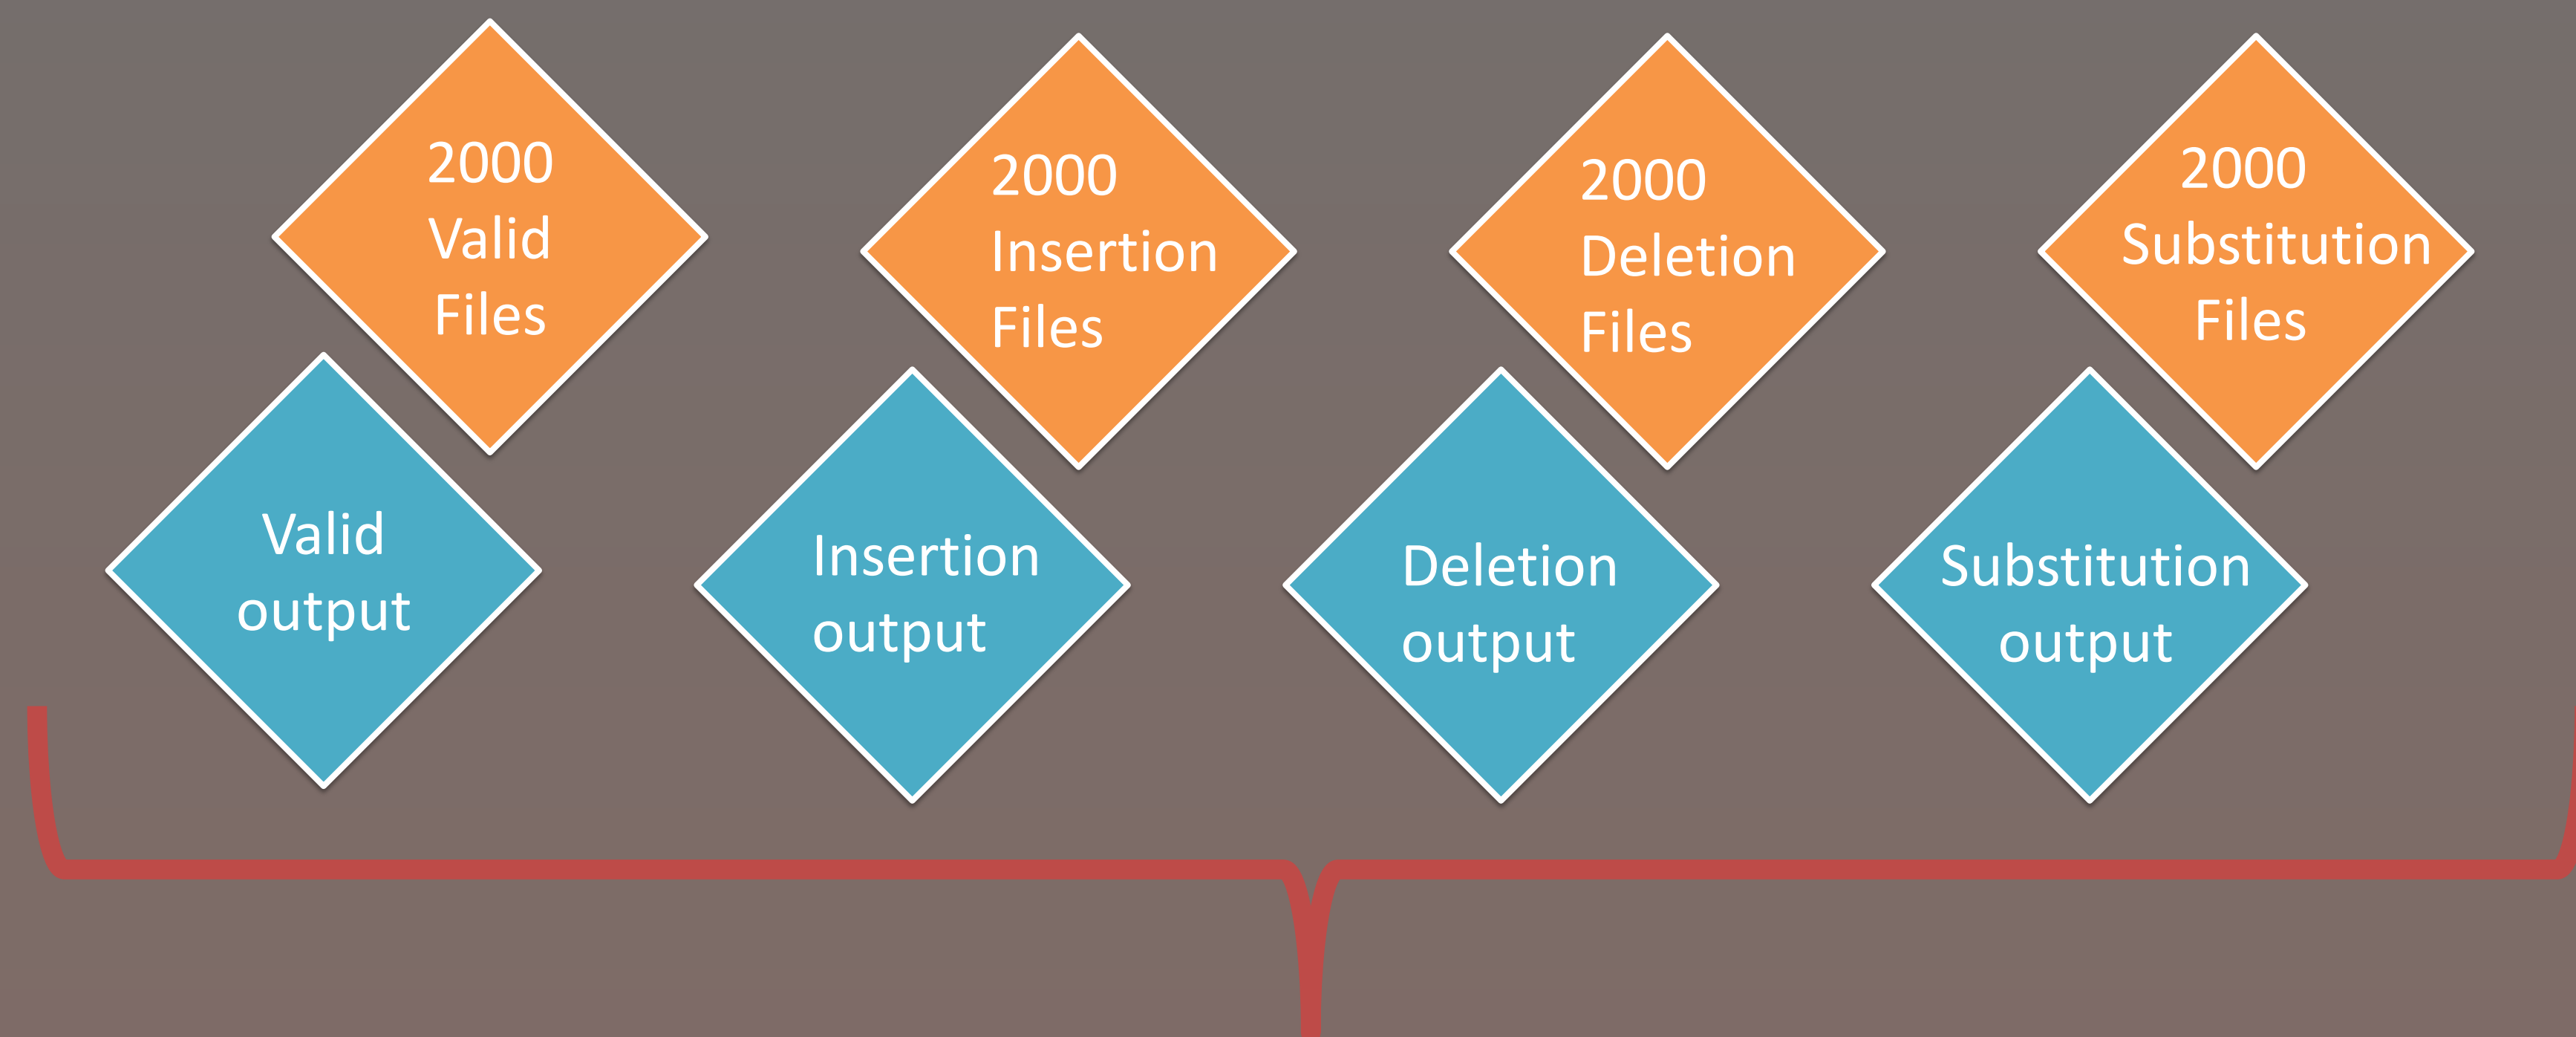 2000
Valid
Files
2000
Insertion
Files
2000
Deletion
Files
2000
Substitution
Files
Valid
output
Insertion
output
Deletion
output
Substitution
output